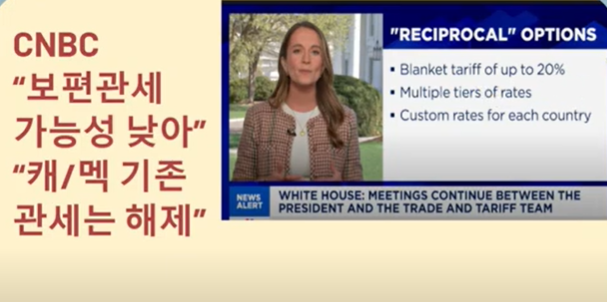 CNBC
“보편관세
가능성 낮아”
“캐/멕 기존
관세는 해제”
"RECIPROCAL" OPTIONS
▪ Blanket tariff of up to 20%
▪ Multiple tiers of rates
▪ Custom rates for each country
NEWS
ALERT
WHITE HOUSE: MEETINGS CONTINUE BETWEEN THE
PRESIDENT AND THE TRADE AND TARIFF TEAM